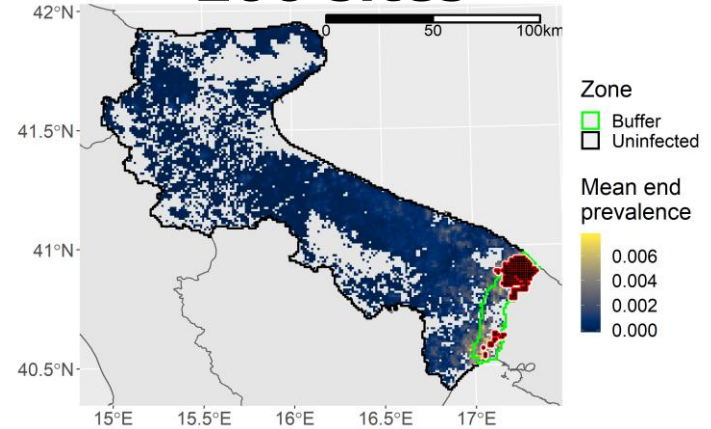 42°N
0
50
100km
41.5°N
41°N
40.5°N
15°E
15.5°E
16°E
16.5°E
17°E
Zone
Buffer
Uninfected
Mean end
prevalence
0.006
0.004
0.002
0.000